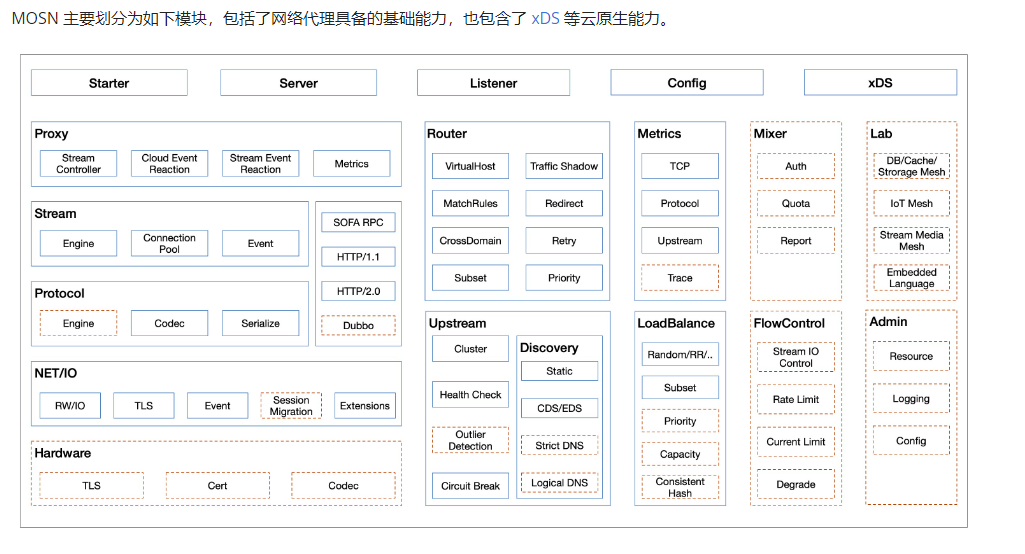 MOSN 主要划分为如下模块，包括了网络代理具备的基础能力，也包含了 xDS 等云原生能力。
Starter
Server
Listener
Config
xDS
Proxy
Stream
Controller
Cloud Event
Reaction
Stream Event
Reaction
Metrics
Stream
Engine
Connection
Pool
Event
Protocol
Engine
Codec
Serialize
SOFA RPC
HTTP/1.1
HTTP/2.0
Dubbo
NET/IO
RW/IO
TLS
Event
Session
Migration
Extensions
Hardware
TLS
Cert
Codec
Router
VirtualHost
Traffic Shadow
MatchRules
Redirect
CrossDomain
Retry
Subset
Priority
Upstream
Cluster
Health Check
Outlier
Detection
Circuit Break
Discovery
Static
CDS/EDS
Strict DNS
Logical DNS
Metrics
TCP
Protocol
Upstream
Trace
LoadBalance
Random/RR/..
Subset
Priority
Capacity
Consistent
Hash
Mixer
Auth
Quota
Report
FlowControl
Stream IO
Control
Rate Limit
Current Limit
Degrade
Lab
DB/Cache/
Strorage Mesh
IoT Mesh
Stream Media
Mesh
Embedded
Language
Admin
Resource
Logging
Config